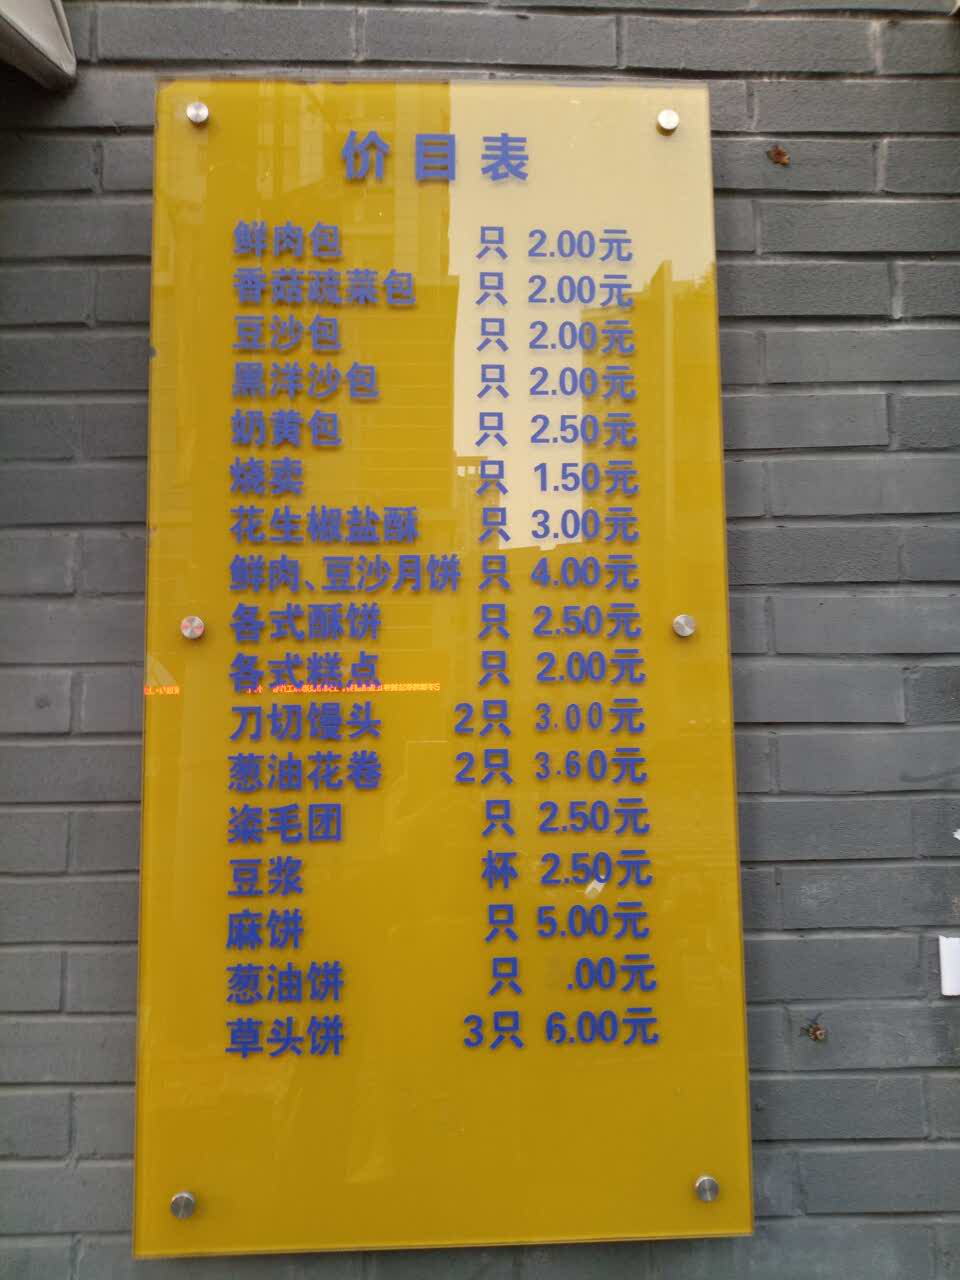 价目表
鲜肉包 只 2.00元
香菇蔬菜包 只 2.00元
豆沙包 只 2.00元
黑洋沙包 只 2.00元
奶黄包 只 2.50元
烧卖 只 1.50元
花生椒盐酥 只 3.00元
鲜肉、豆沙月饼 只 4.00元
各式酥饼 只 2.50元
各式糕点 只 2.00元
刀切馒头 2只 3.00元
葱油花卷 2只 3.60元
粢毛团 只 2.50元
豆浆 杯 2.50元
麻饼 只 5.00元
葱油饼 只 .00元
草头饼 3只 6.00元